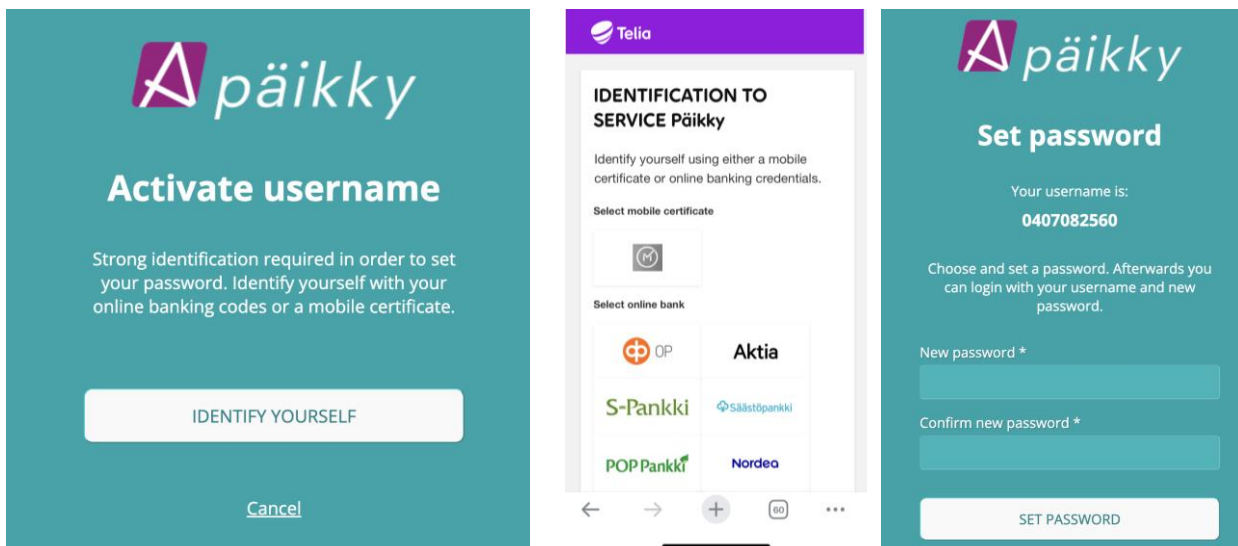 päikky
Activate username
Strong identification required in order to set
your password. Identify yourself with your
online banking codes or a mobile certificate.
IDENTIFY YOURSELF
Cancel
Telia
IDENTIFICATION TO
SERVICE Päikky
Identify yourself using either a mobile
certificate or online banking credentials.
Select mobile certificate
M
Select online bank
OP
Aktia
S-Pankki
Säästöpankki
POP Pankki
Nordea
60
päikky
Set password
Your username is:
0407082560
Choose and set a password. Afterwards you
can login with your username and new
password.
New password *
Confirm new password *
SET PASSWORD